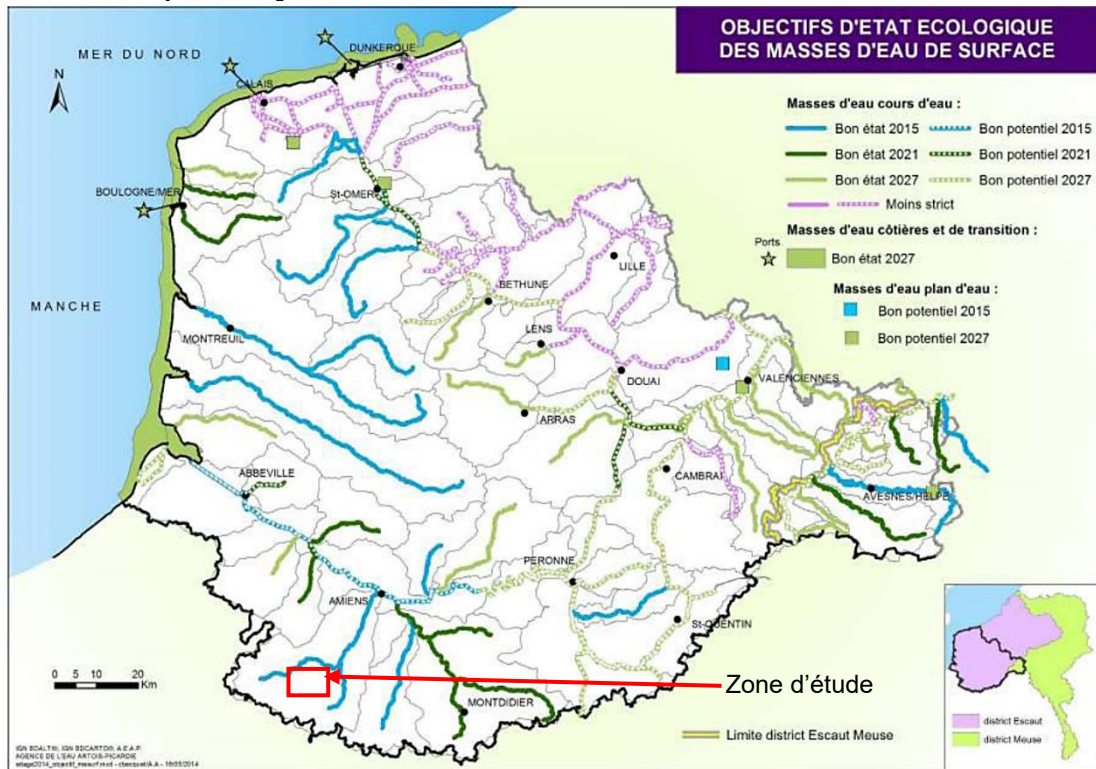 OBJECTIFS D'ETAT ECOLOGIQUE
DES MASSES D'EAU DE SURFACE
MER DU NORD
DUNKERQUE
N
CALAIS
Masses d'eau cours d'eau :
Bon état 2015
Bon potentiel 2015
Bon état 2021
Bon potentiel 2021
Bon état 2027
Bon potentiel 2027
Moins strict
BOULOGNE/MER
St-OMER
Masses d'eau côtières et de transition :
Ports
Bon état 2027
LILLE
BETHUNE
Masses d'eau plan d'eau :
Bon potentiel 2015
Bon potentiel 2027
MANCHE
MONTREUIL
LENS
DOUAI
VALENCIENNES
ARRAS
ABBEVILLE
CAMBRAI
AVESNES/HELPE
PERONNE
AMIENS
St-QUENTIN
0 5 10 20
Km
Zone d'étude
MONTDIDIER
Limite district Escaut Meuse
district Escaut
district Meuse
IGN BDALTI®, IGN BDCARTO®, A.E.A.P.
AGENCE DE L'EAU ARTOIS-PICARDIE